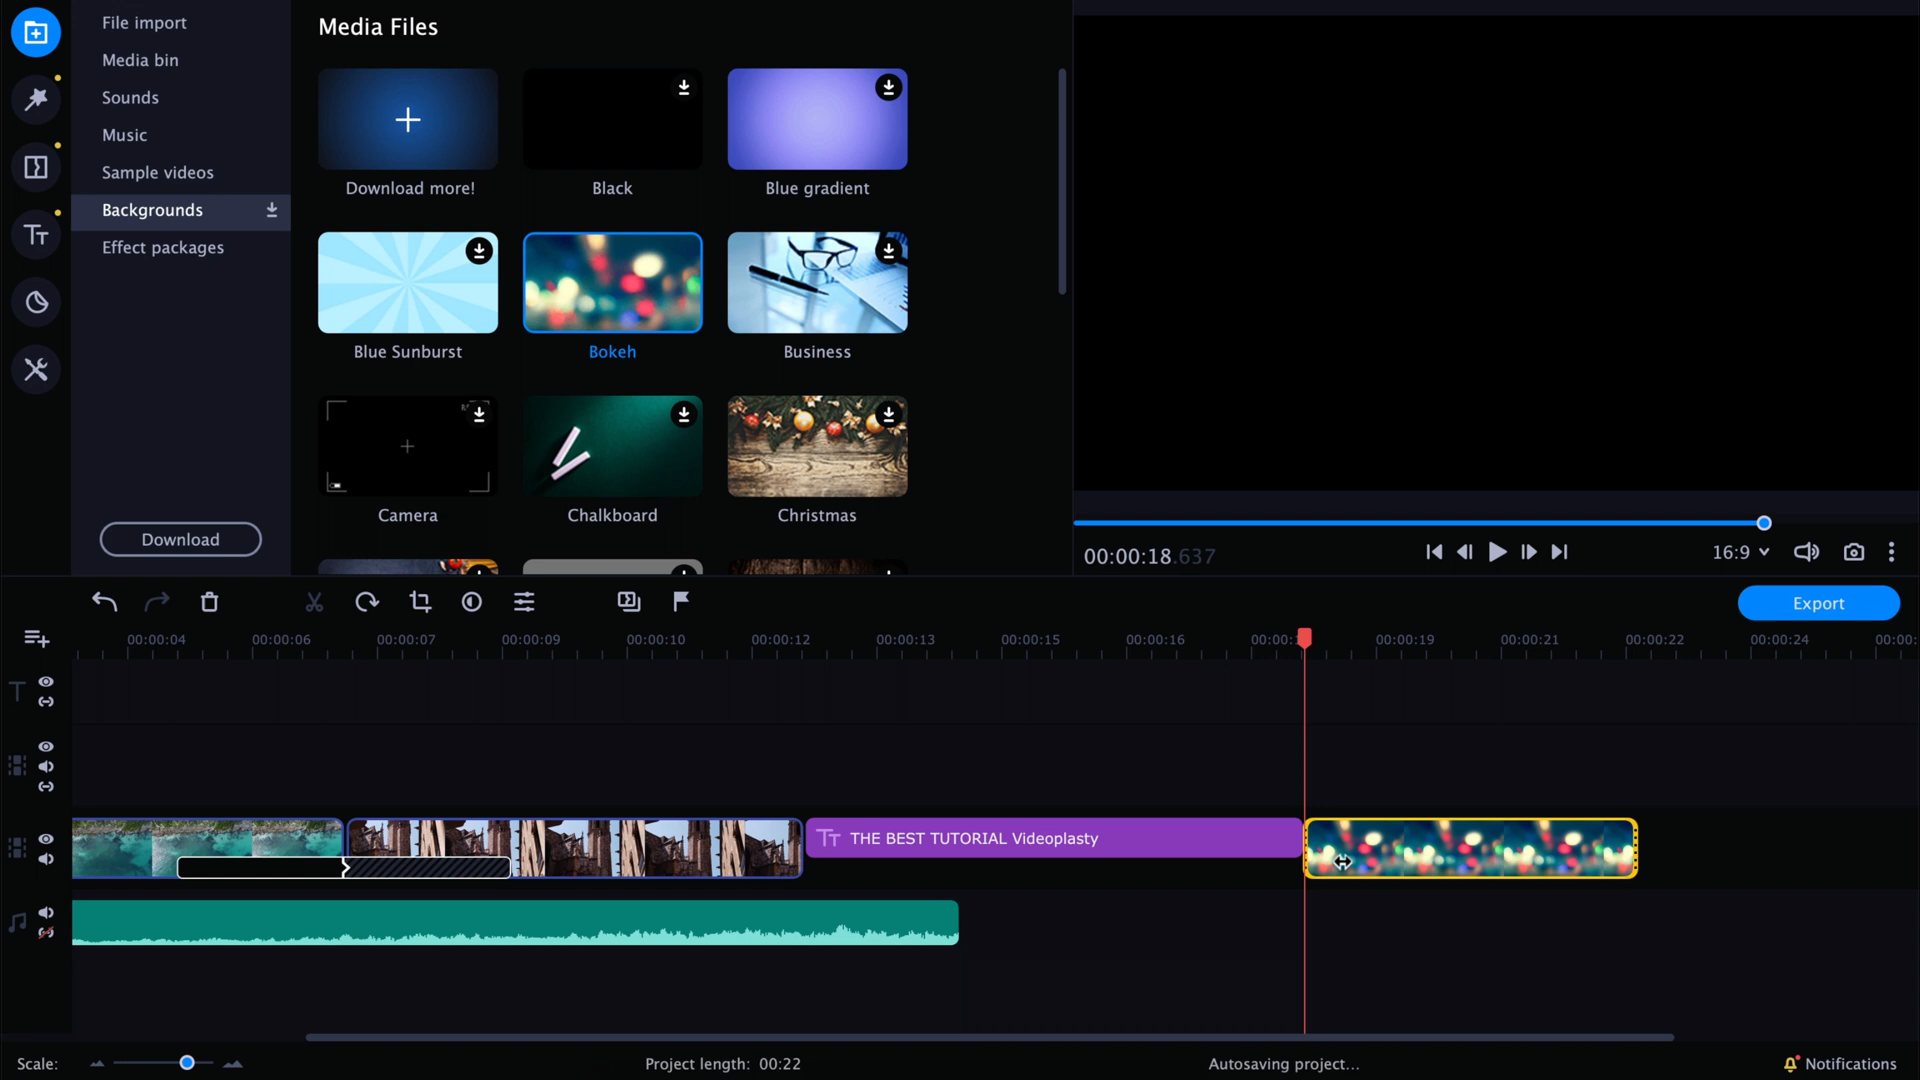 File import
Media bin
Sounds
Music
Sample videos
Backgrounds
Effect packages
Download
Media Files
Download more!
Black
Blue gradient
Blue Sunburst
Bokeh
Business
Camera
Chalkboard
Christmas
00:00:18.637
16:9
Export
00:00:04 00:00:06 00:00:07 00:00:09 00:00:10 00:00:12 00:00:13 00:00:15 00:00:16 00:00:19 00:00:21 00:00:22 00:00:24
THE BEST TUTORIAL Videoplasty
Scale:
Project length: 00:22
Autosaving project...
Notifications